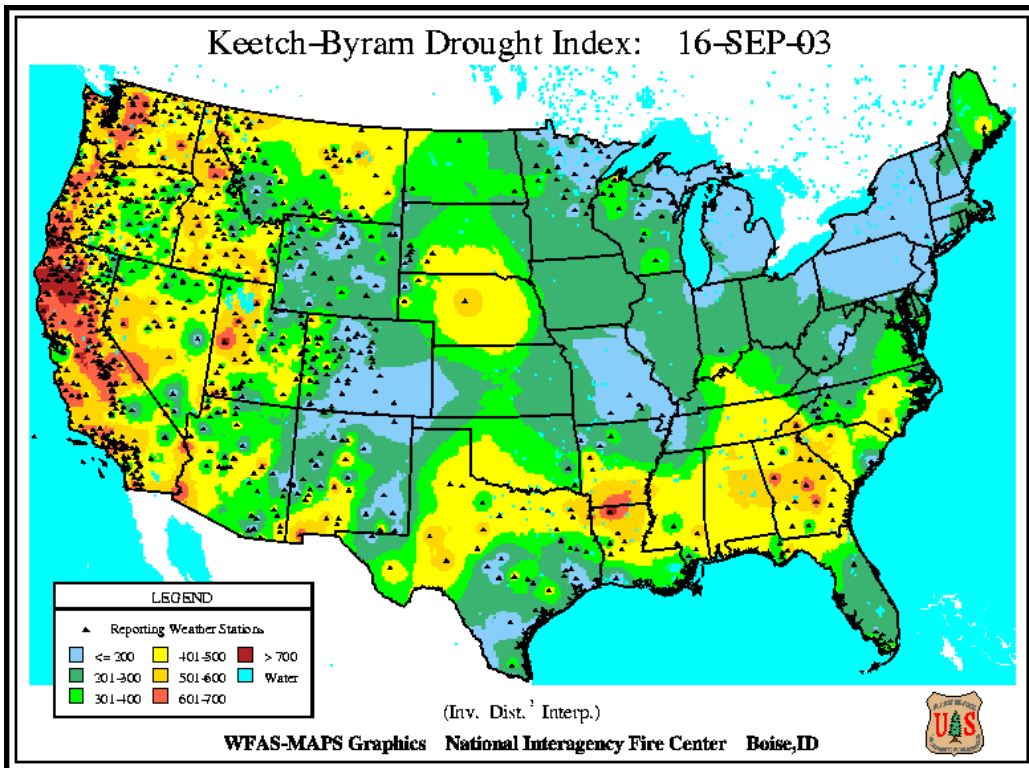 Keetch-Byram Drought Index: 16-SEP-03
LEGEND
Reporting Weather Stations
<= 200 401-500 > 700
201-300 501-600 Water
301-400 601-700
(Inv. Dist.² Interp.)
WFAS-MAPS Graphics National Interagency Fire Center Boise,ID
U S